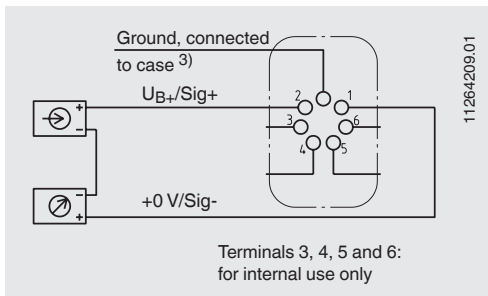 Ground, connected
to case 3)
UB+/Sig+
2
1
3
6
4
5
+
−
−
+
+0 V/Sig-
Terminals 3, 4, 5 and 6:
for internal use only
11264209.01